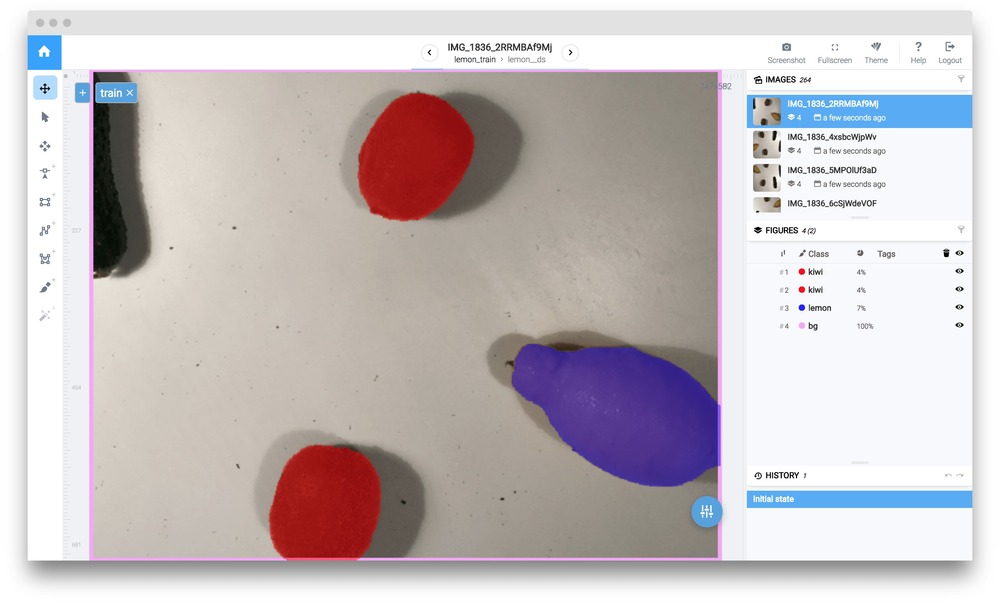 IMG_1836_2RRMBAf9Mj
lemon_train › lemon__ds
Screenshot
Fullscreen
Theme
Help
Logout
+ train ×
227
454
681
IMAGES 264
IMG_1836_2RRMBAf9Mj
4 a few seconds ago
IMG_1836_4xsbcWjpWv
4 a few seconds ago
IMG_1836_5MPOlUf3aD
4 a few seconds ago
IMG_1836_6cSjWdeVOF
FIGURES 4 (2)
Class Tags
#1 kiwi 4%
#2 kiwi 4%
#3 lemon 7%
#4 bg 100%
HISTORY 1
Initial state